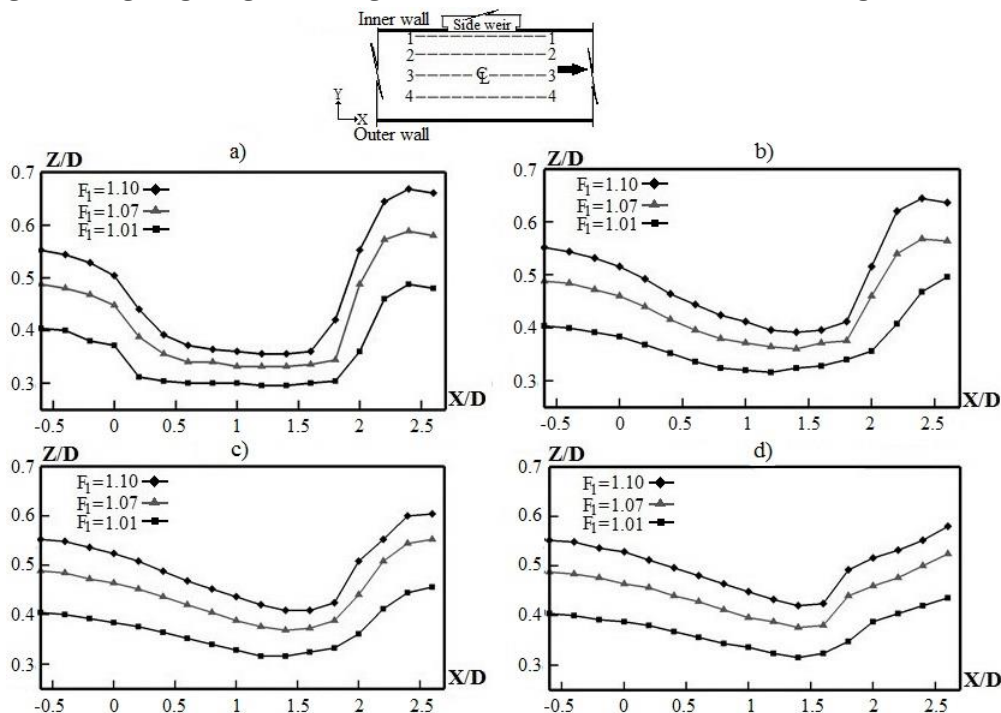 Inner wall
Side weir
1 1
2 2
3 ℄ 3
4 4
Y
X
Outer wall
a)
Z/D
0.7
0.6
0.5
0.4
0.3
F1=1.10
F1=1.07
F1=1.01
X/D
-0.5 0 0.5 1 1.5 2 2.5
b)
Z/D
0.7
0.6
0.5
0.4
0.3
F1=1.10
F1=1.07
F1=1.01
X/D
-0.5 0 0.5 1 1.5 2 2.5
c)
Z/D
0.7
0.6
0.5
0.4
0.3
F1=1.10
F1=1.07
F1=1.01
X/D
-0.5 0 0.5 1 1.5 2 2.5
d)
Z/D
0.7
0.6
0.5
0.4
0.3
F1=1.10
F1=1.07
F1=1.01
X/D
-0.5 0 0.5 1 1.5 2 2.5